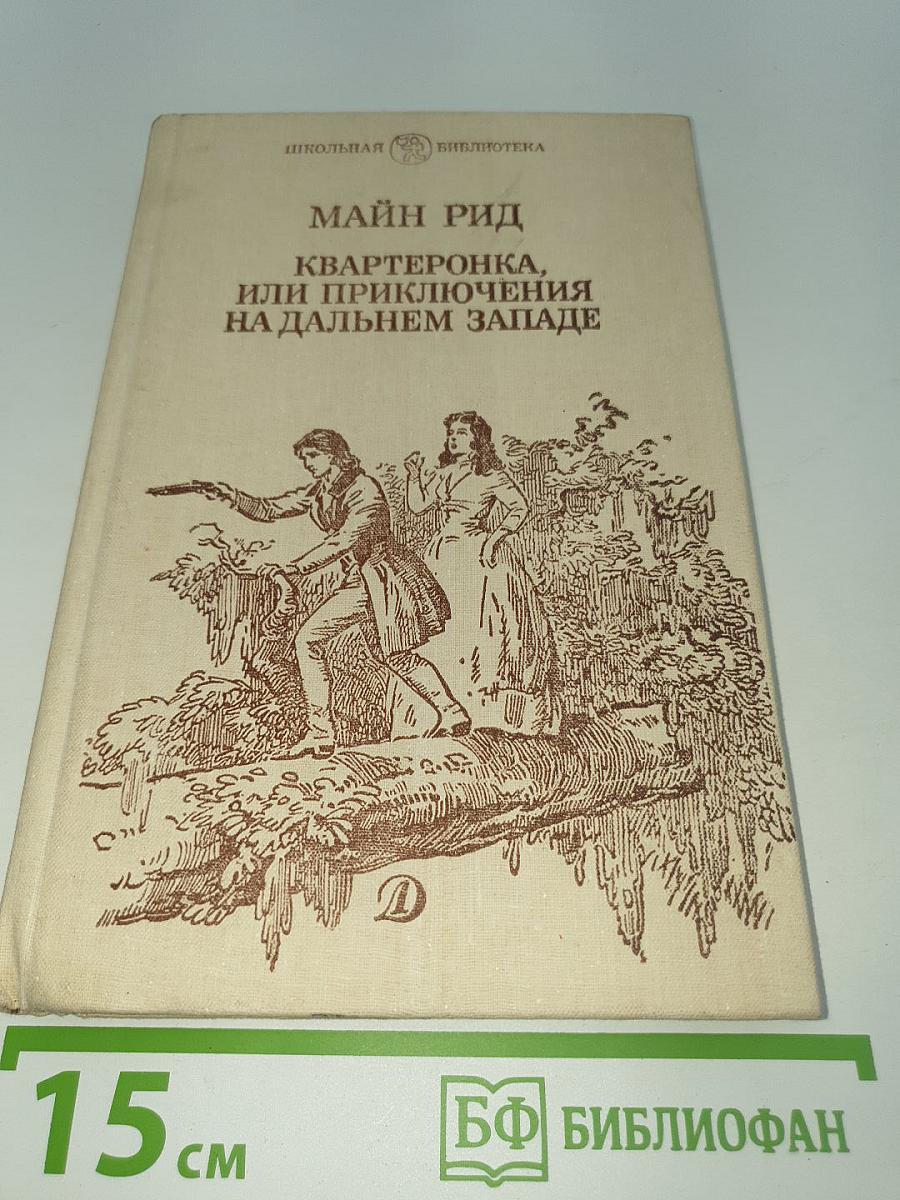 ШКОЛЬНАЯ БИБЛИОТЕКА
МАЙН РИД
КВАРТЕРОНКА,
ИЛИ ПРИКЛЮЧЕНИЯ
НА ДАЛЬНЕМ ЗАПАДЕ
Д
15 см
БФ БИБЛИОФАН